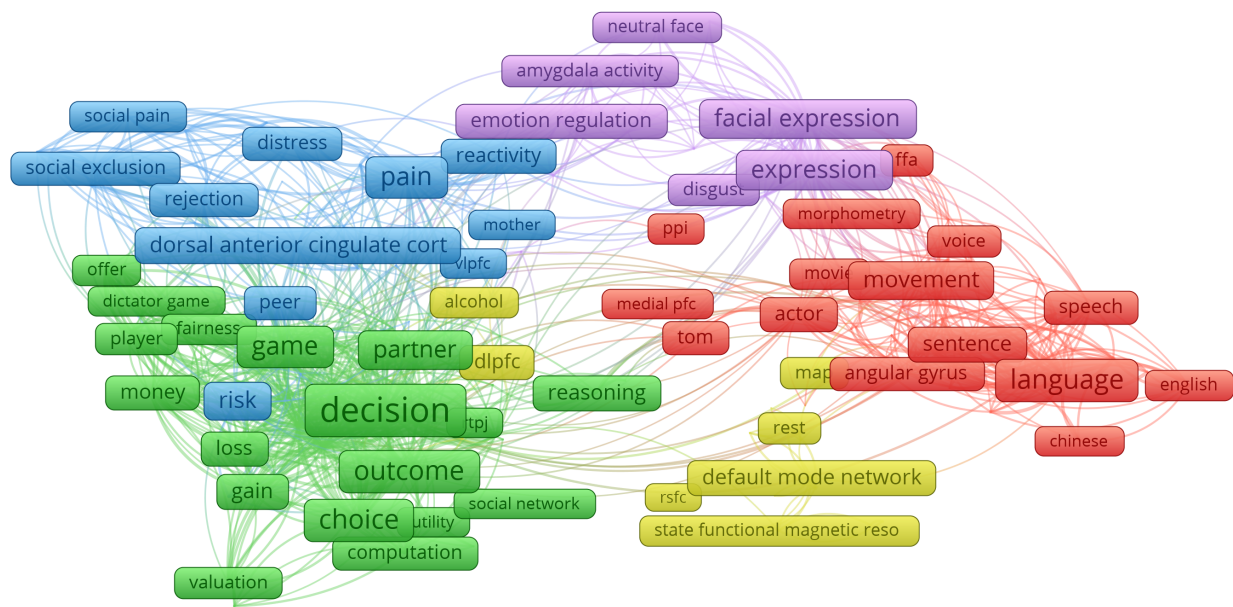 neutral face
amygdala activity
social pain
emotion regulation
facial expression
distress
reactivity
ffa
social exclusion
pain
expression
rejection
disgust
mother
ppi
morphometry
dorsal anterior cingulate cort
voice
offer
vlpfc
movie
movement
dictator game
peer
alcohol
medial pfc
actor
speech
player
fairness
game
partner
tom
sentence
dlpfc
map
angular gyrus
language
english
money
risk
reasoning
decision
rtpj
rest
chinese
loss
outcome
default mode network
gain
social network
rsfc
choice
utility
state functional magnetic reso
computation
valuation